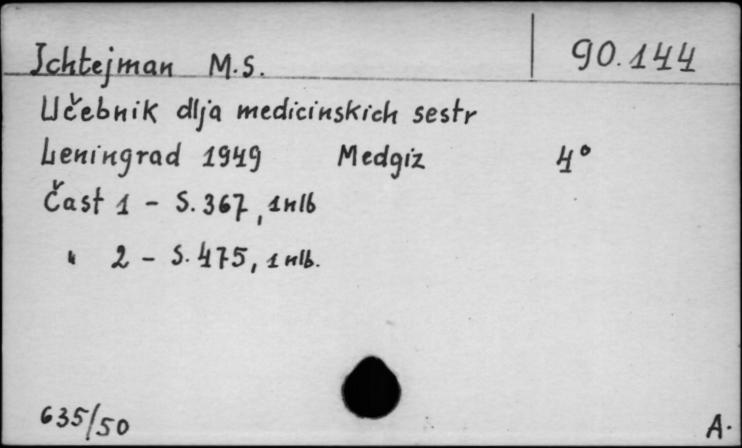 Ichtejman M.S. 90.144
Učebnik dlja medicinskich sestr
Leningrad 1949 Medgiz 4°
Čast 1 - S. 367, 1 nlb
" 2 - S. 475, 1 nlb.
635/50 A.